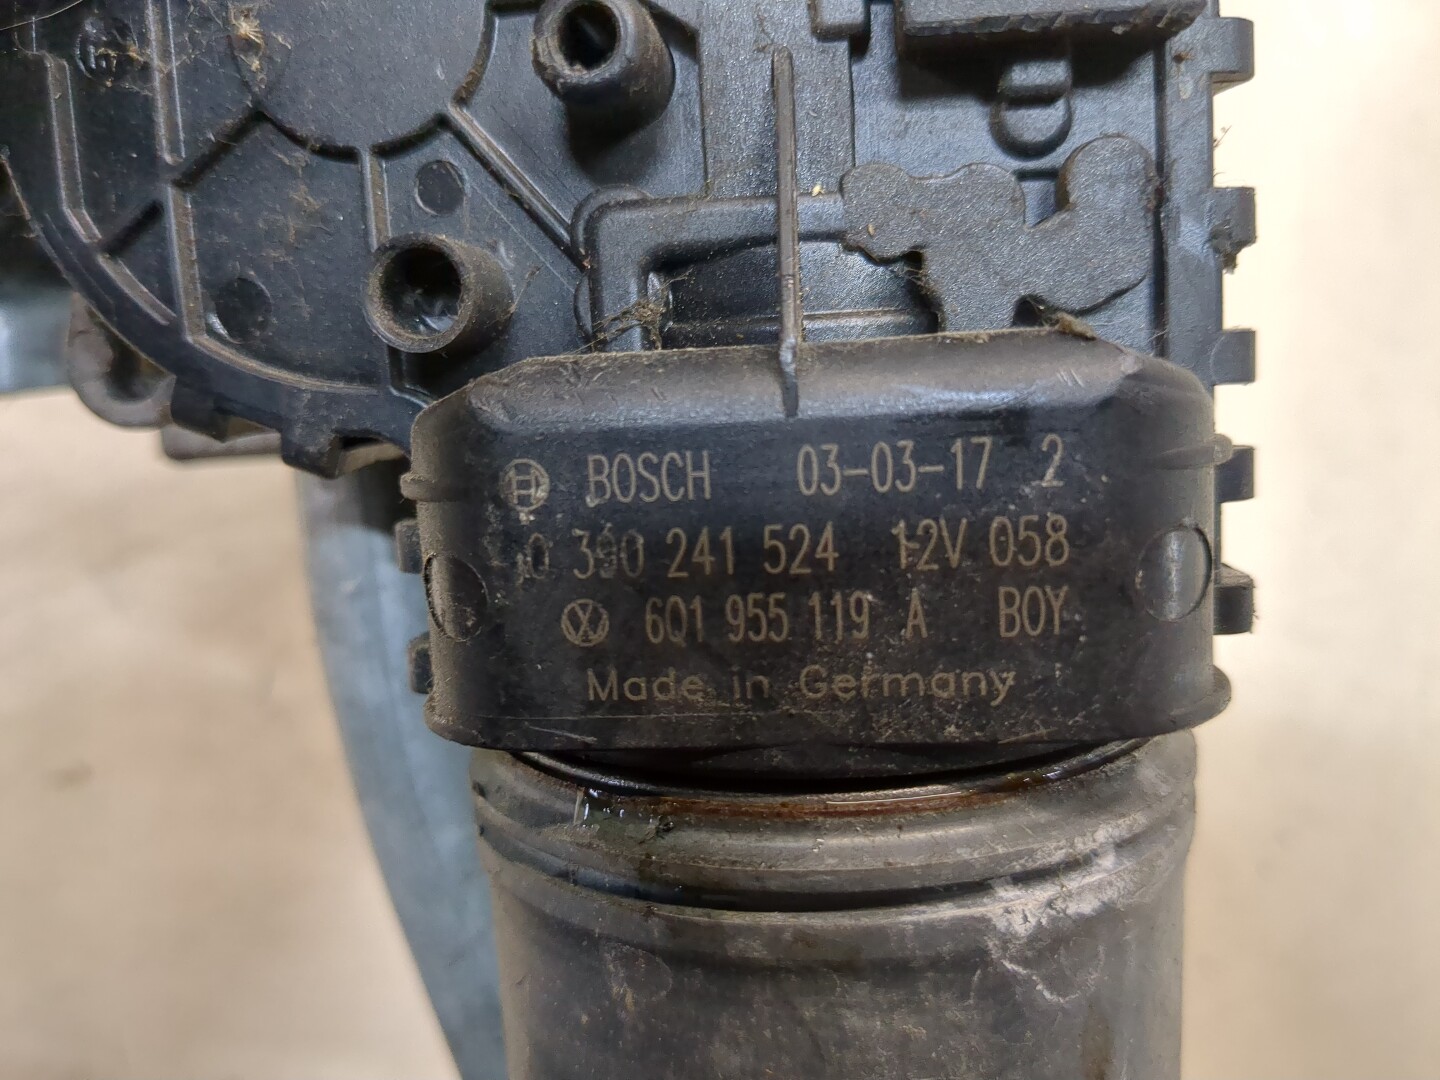 BOSCH 03-03-17 2
0 390 241 524 12V 058
6Q1 955 119 A BOY
Made in Germany